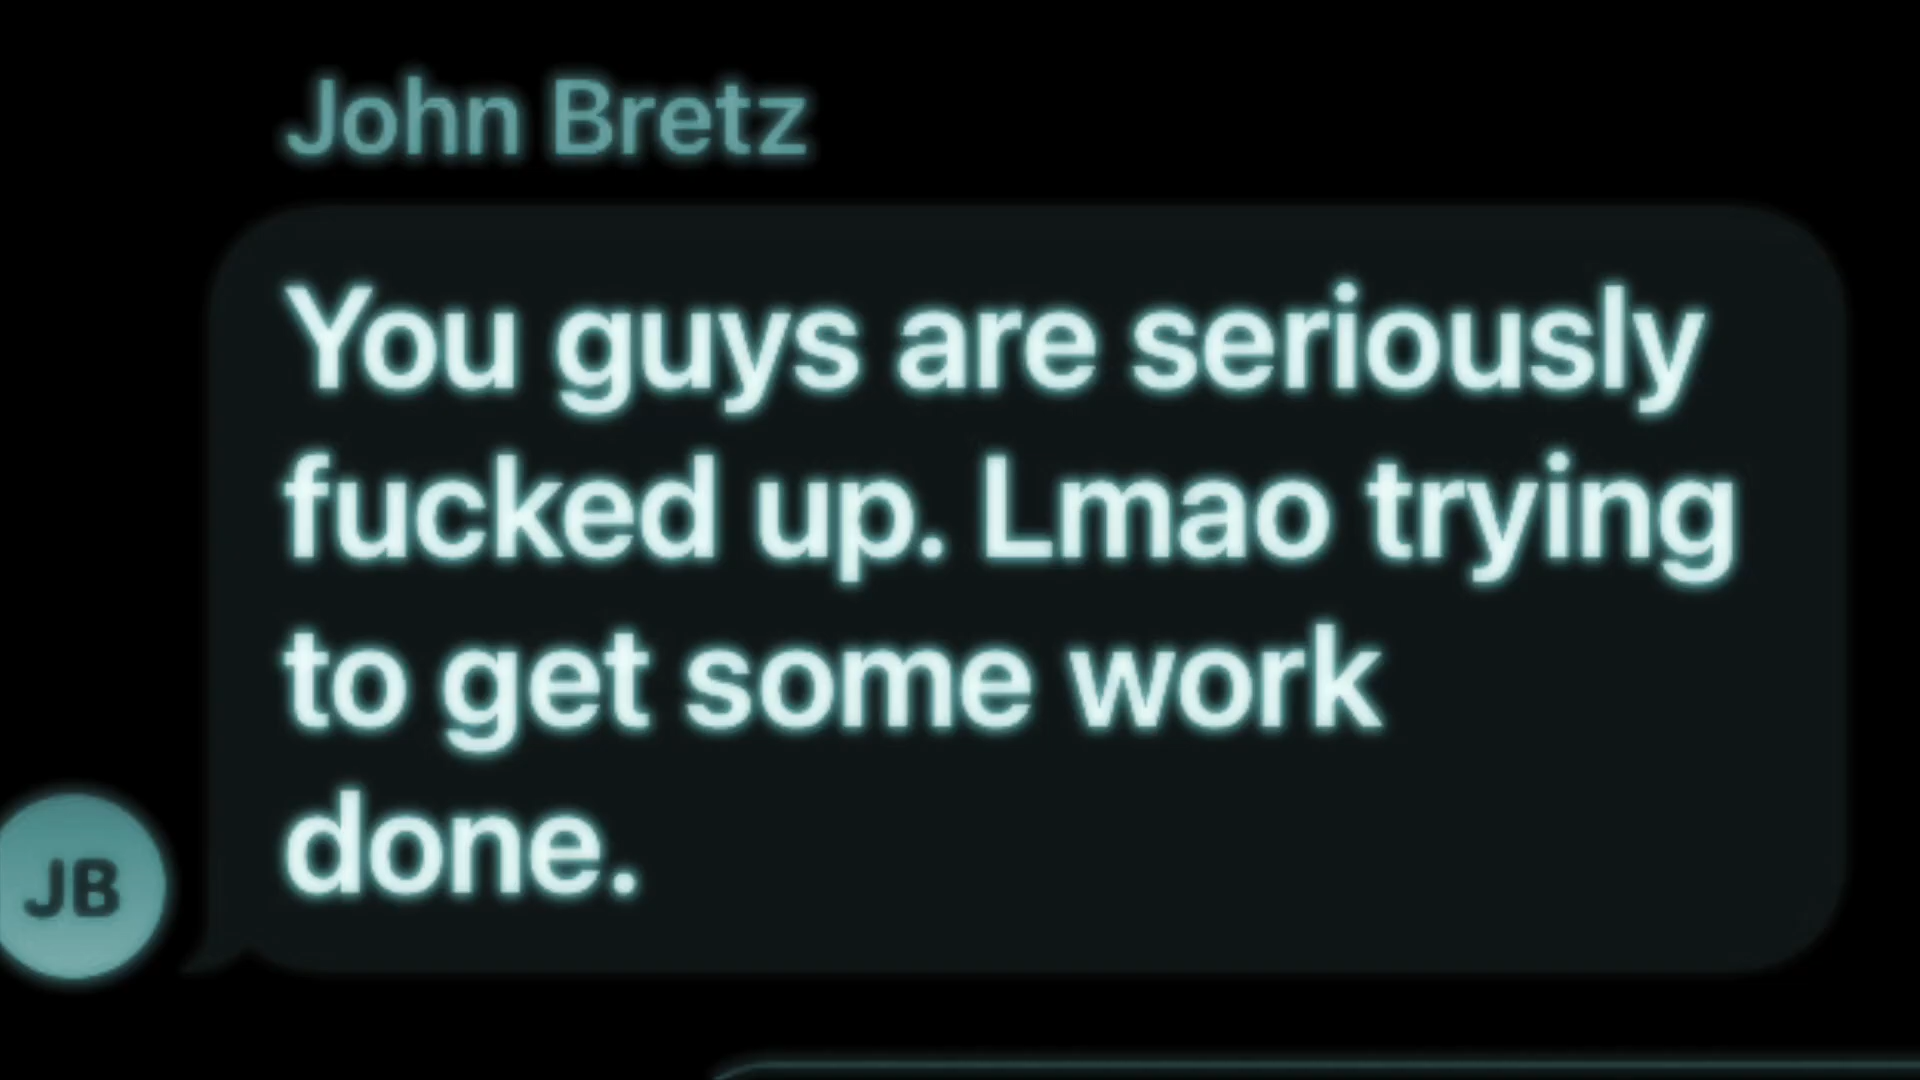 John Bretz
You guys are seriously
fucked up. Lmao trying
to get some work
done.
JB